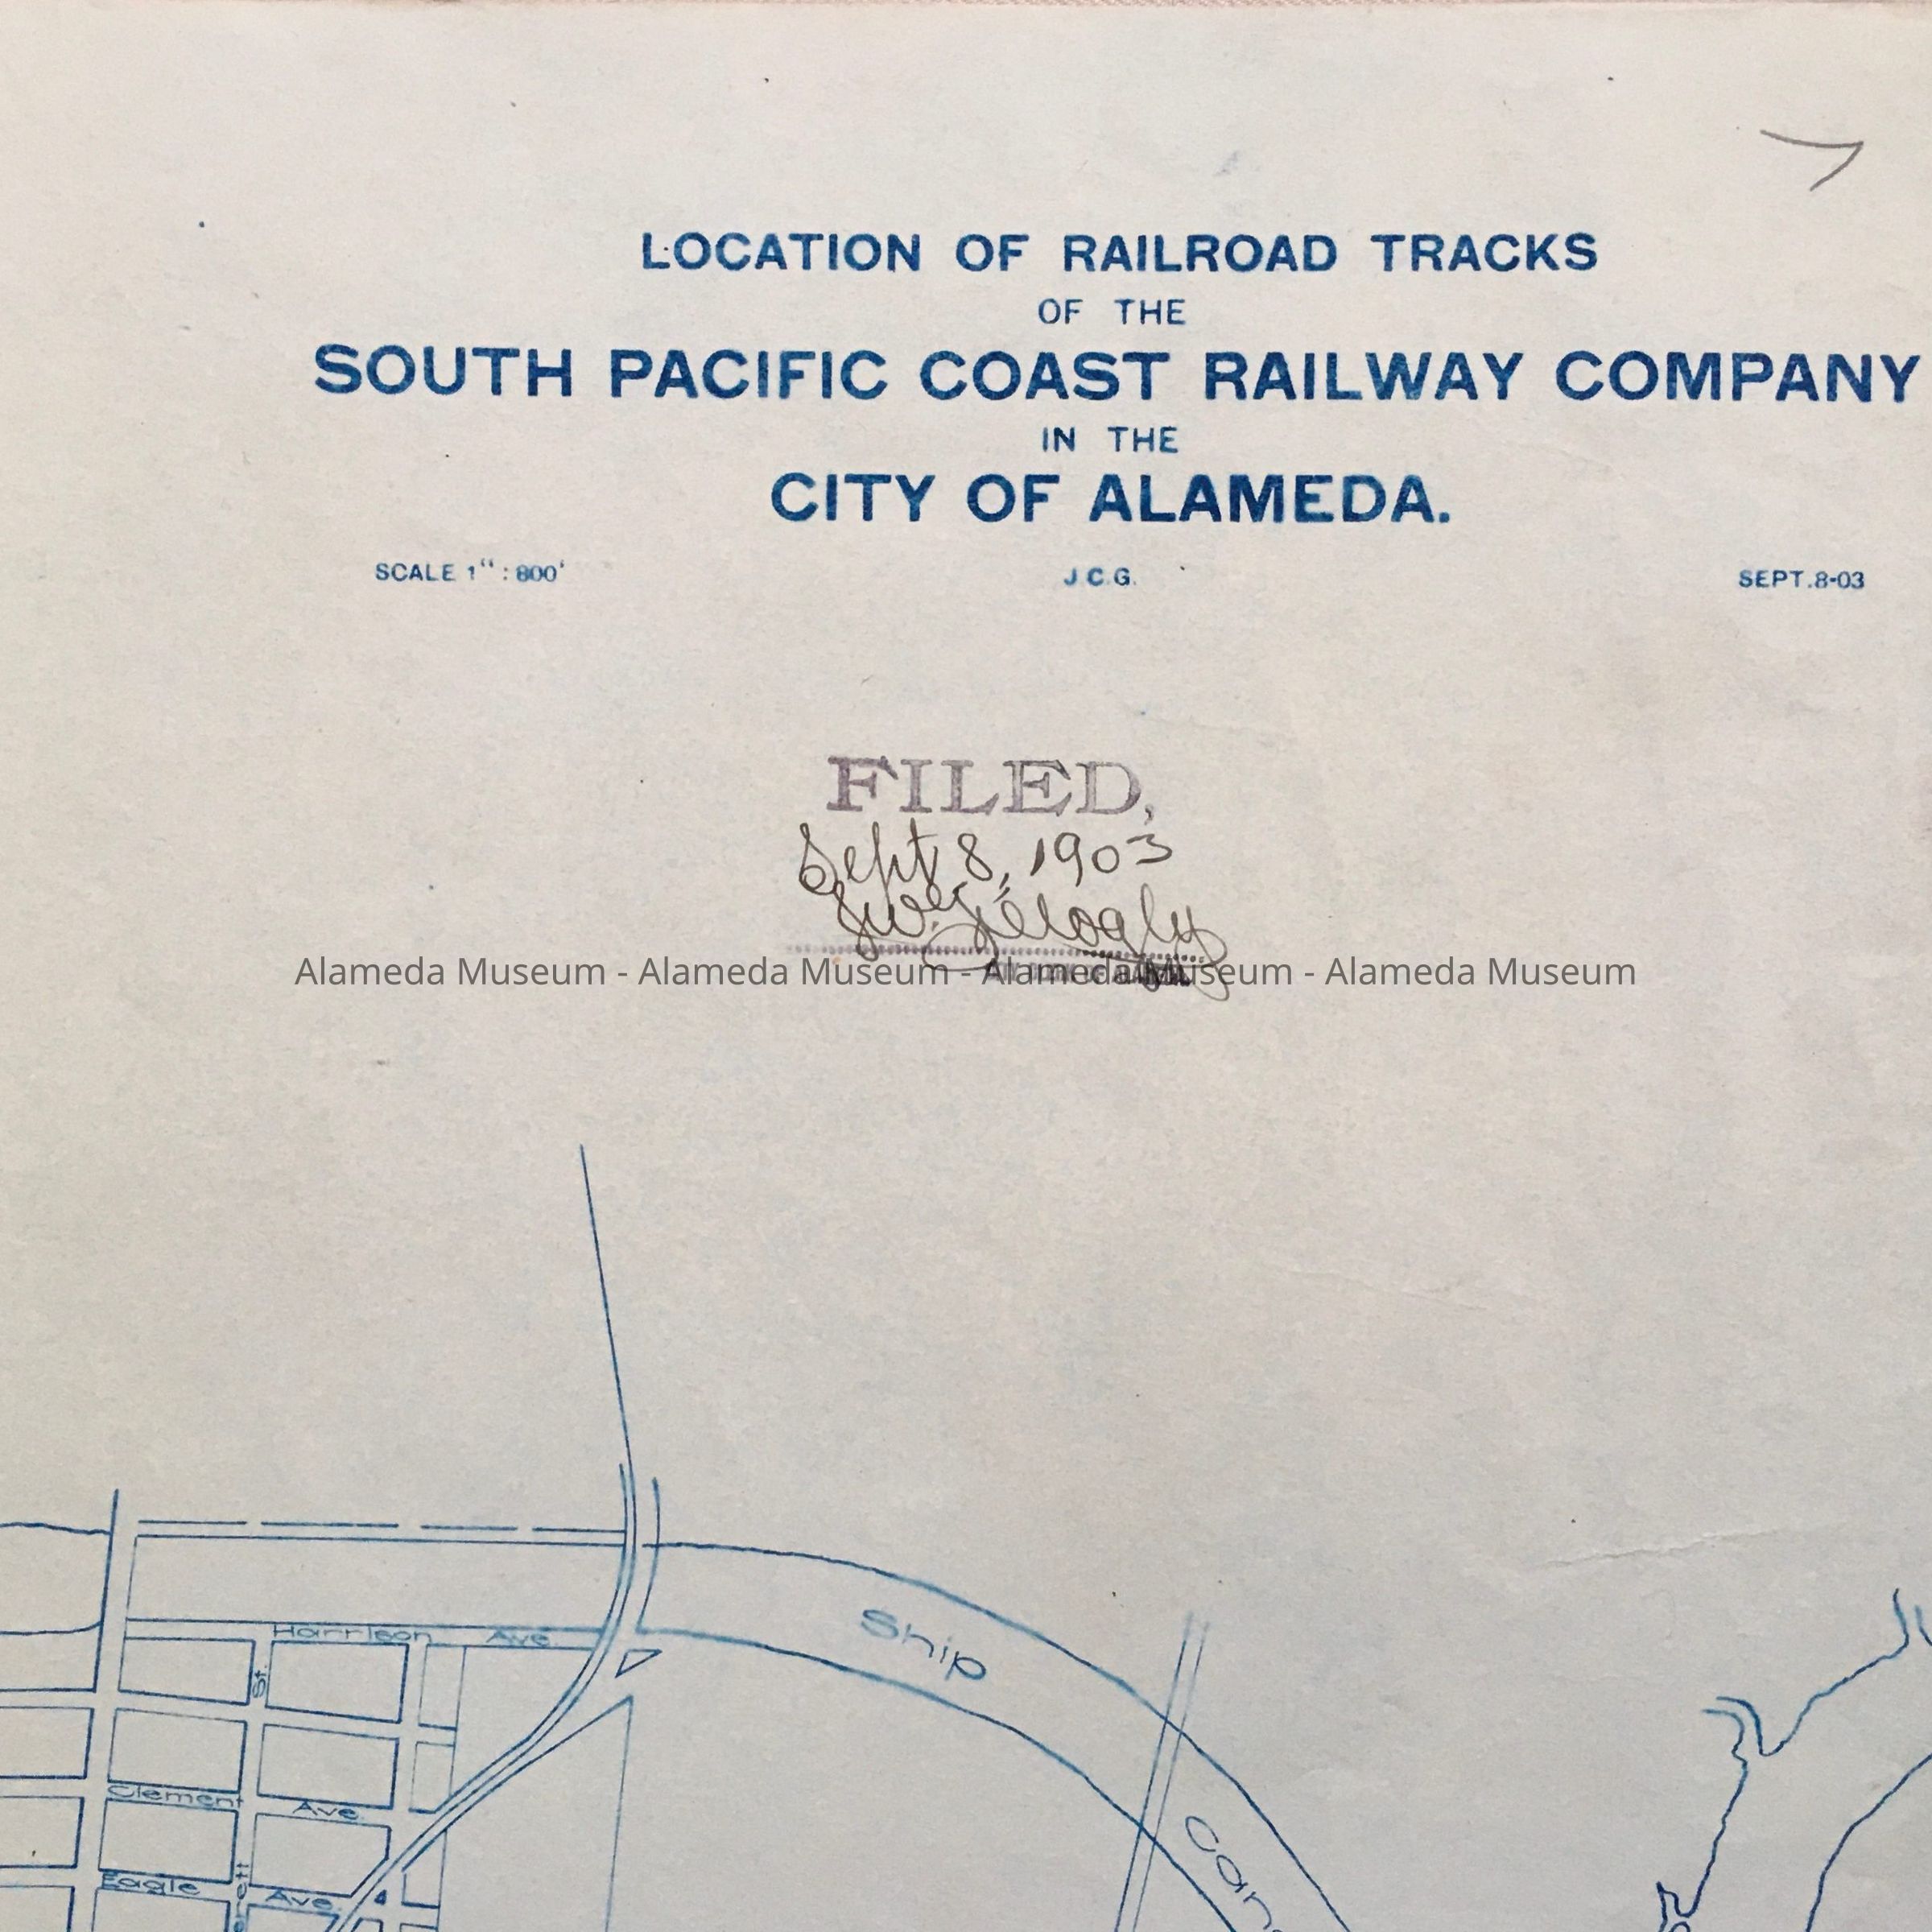 LOCATION OF RAILROAD TRACKS
OF THE
SOUTH PACIFIC COAST RAILWAY COMPANY
IN THE
CITY OF ALAMEDA.
SCALE 1" : 800' J.C.G. SEPT. 8-03
FILED,
Sept 8, 1903
Alameda Museum - Alameda Museum - Alameda Museum - Alameda Museum
Harrison Ave.
St.
Ship
Clement Ave.
Eagle Ave.